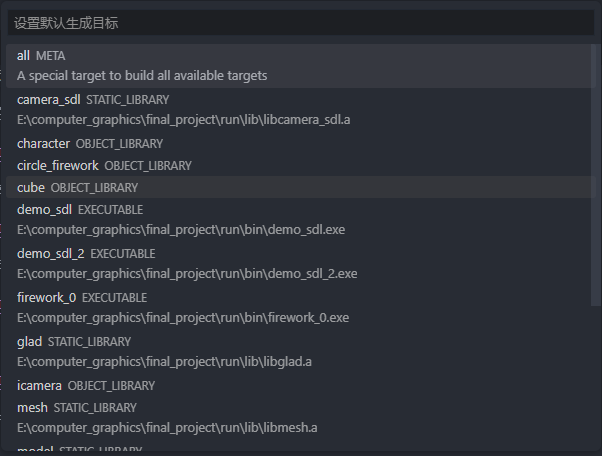 设置默认生成目标
all META
A special target to build all available targets
camera_sdl STATIC_LIBRARY
E:\computer_graphics\final_project\run\lib\libcamera_sdl.a
character OBJECT_LIBRARY
circle_firework OBJECT_LIBRARY
cube OBJECT_LIBRARY
demo_sdl EXECUTABLE
E:\computer_graphics\final_project\run\bin\demo_sdl.exe
demo_sdl_2 EXECUTABLE
E:\computer_graphics\final_project\run\bin\demo_sdl_2.exe
firework_0 EXECUTABLE
E:\computer_graphics\final_project\run\bin\firework_0.exe
glad STATIC_LIBRARY
E:\computer_graphics\final_project\run\lib\libglad.a
icamera OBJECT_LIBRARY
mesh STATIC_LIBRARY
E:\computer_graphics\final_project\run\lib\libmesh.a
model STATIC_LIBRARY